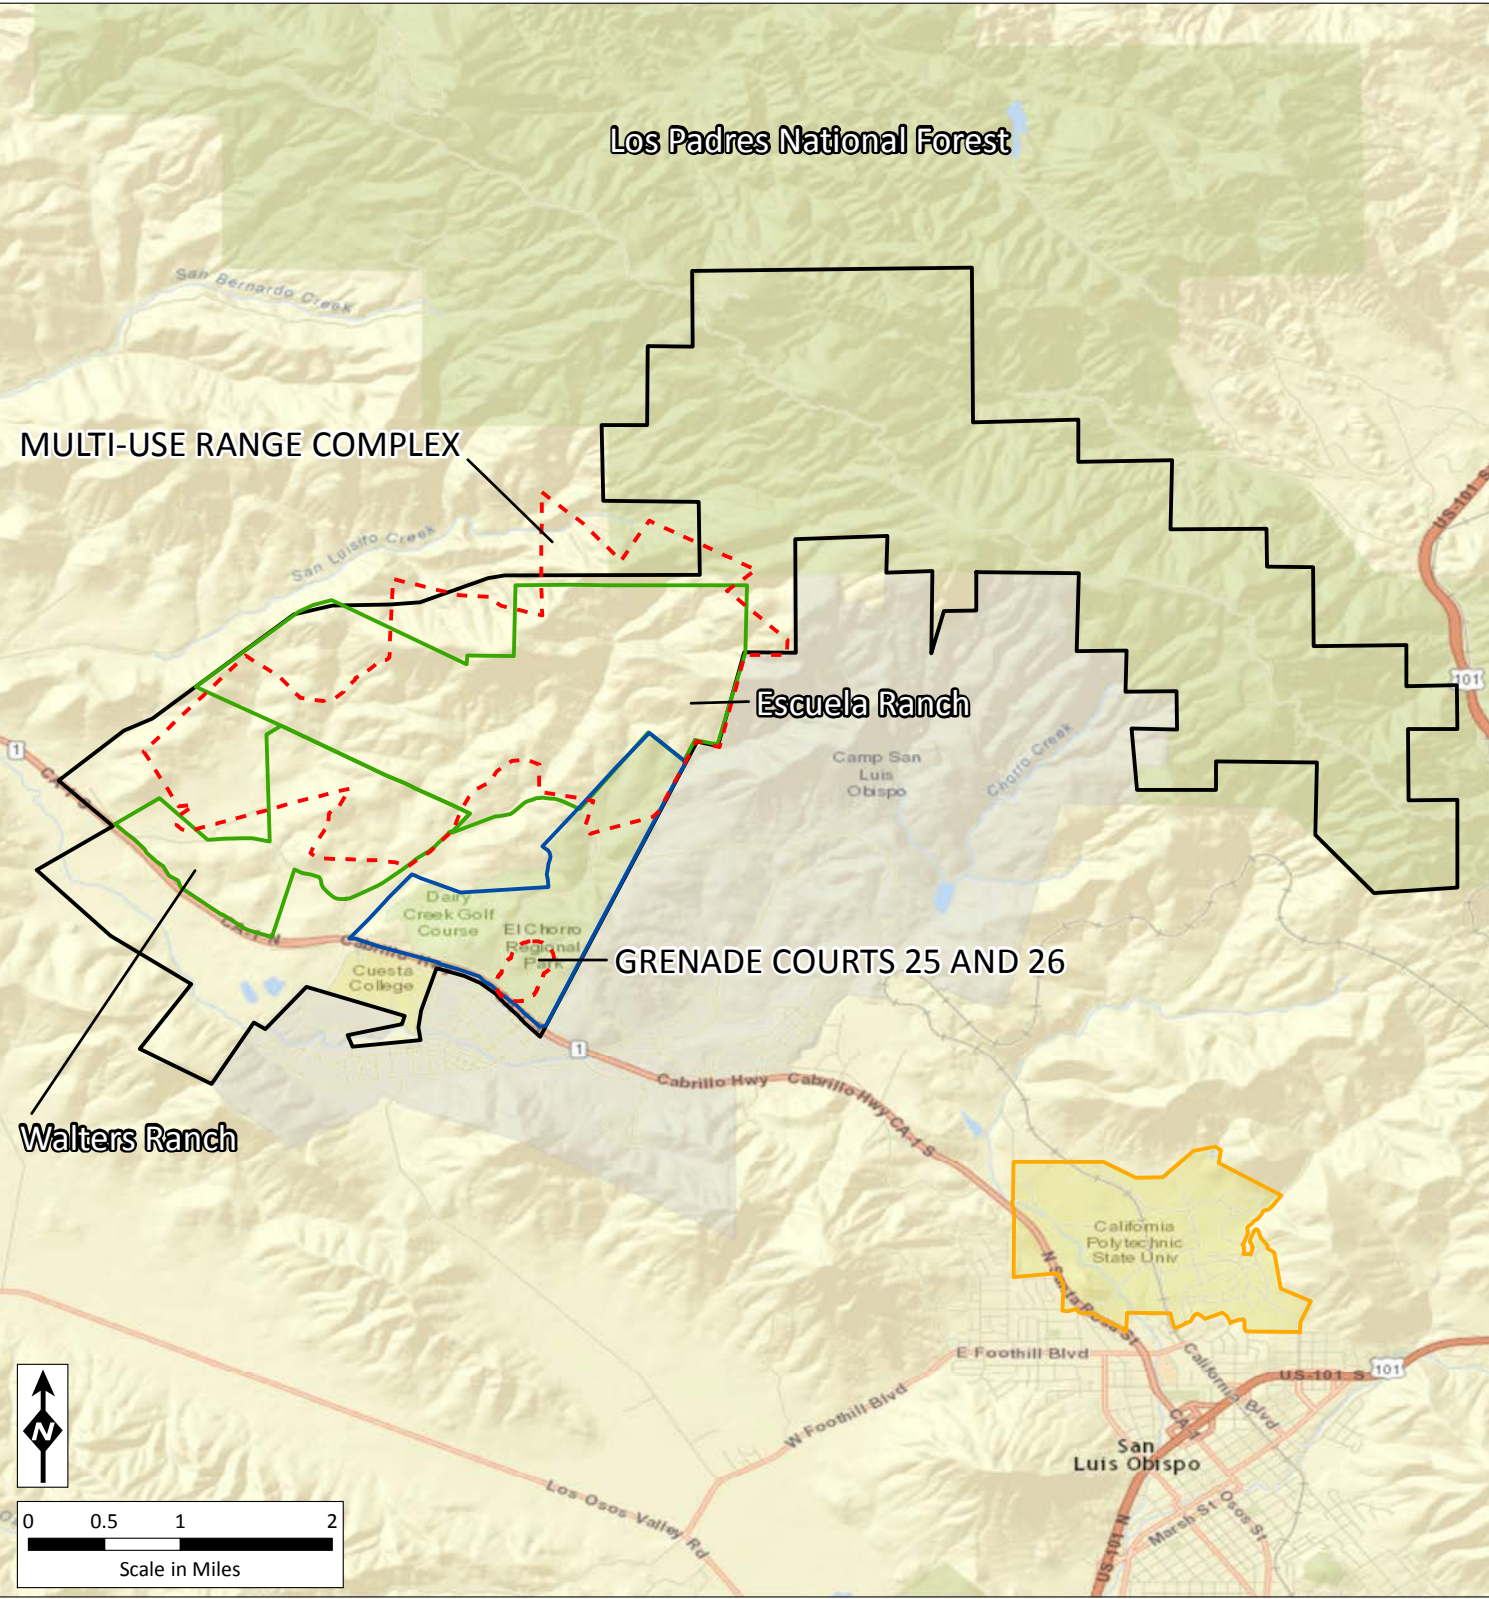 Los Padres National Forest
San Bernardo Creek
MULTI-USE RANGE COMPLEX
San Luisito Creek
US-101 S
101
Escuela Ranch
1
CA-1 S
Camp San
Luis
Obispo
Chorro Creek
Dairy
Creek Golf
Course
El Chorro
Regional
Park
CA-1 N
Cabrillo Hwy
GRENADE COURTS 25 AND 26
Cuesta
College
1
Cabrillo Hwy
Cabrillo Hwy
CA-1 S
Walters Ranch
California
Polytechnic
State Univ
N Santa Rosa St
E Foothill Blvd
California Blvd
US-101 S
101
W Foothill Blvd
CA-1
San
Luis Obispo
Los Osos Valley Rd
Marsh St
Osos St
US-101 N
N
0 0.5 1 2
Scale in Miles